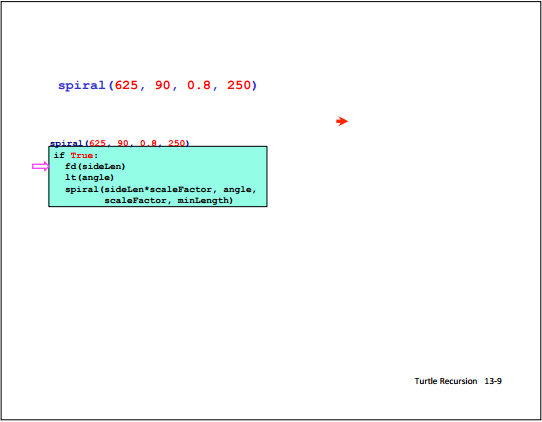 spiral(625, 90, 0.8, 250)
spiral(625, 90, 0.8, 250)
if True:
fd(sideLen)
lt(angle)
spiral(sideLen*scaleFactor, angle,
scaleFactor, minLength)
Turtle Recursion 13-9